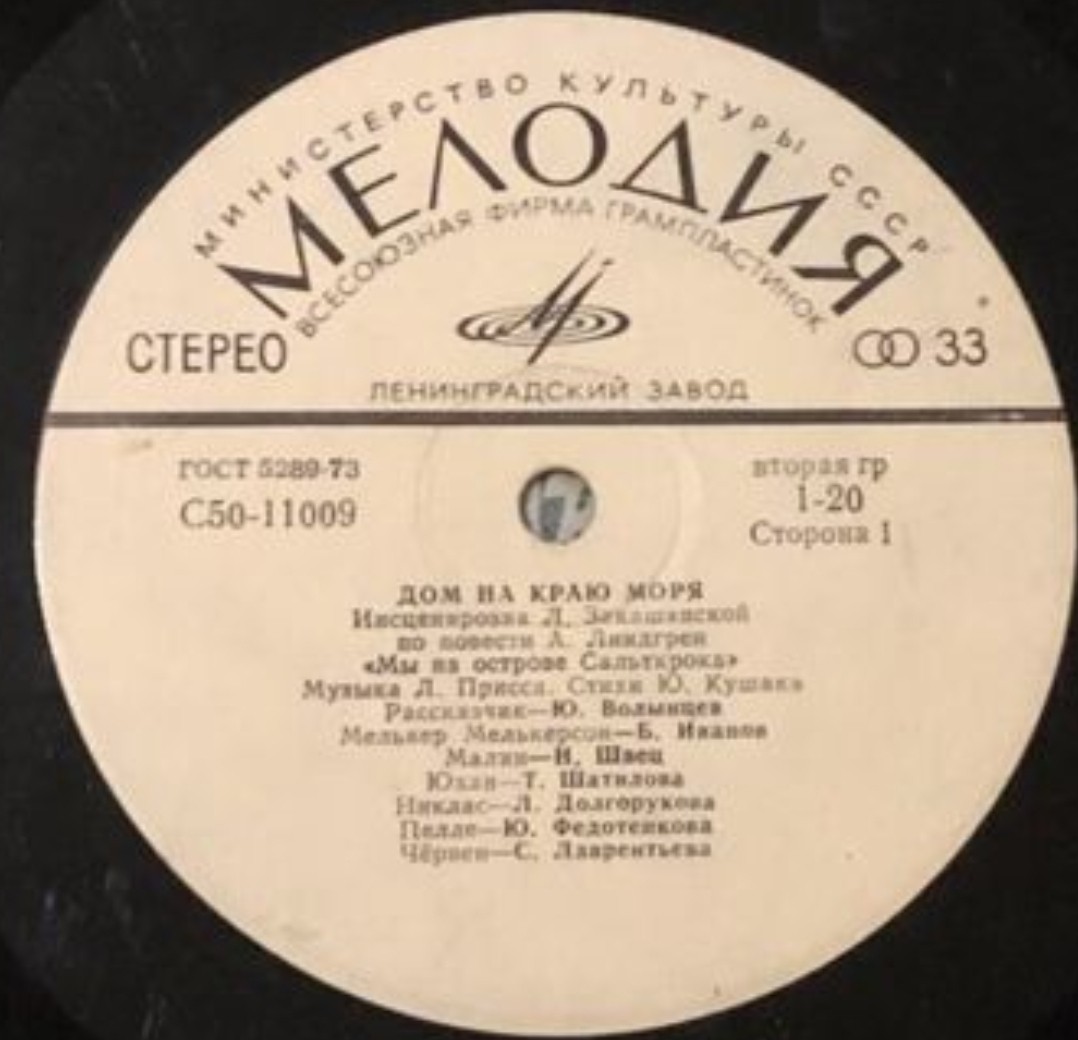 МИНИСТЕРСТВО КУЛЬТУРЫ СССР
МЕЛОДИЯ
ВСЕСОЮЗНАЯ ФИРМА ГРАМПЛАСТИНОК
СТЕРЕО
33
ЛЕНИНГРАДСКИЙ ЗАВОД
ГОСТ 5289-73
С50-11009
вторая гр
1-20
Сторона 1
ДОМ НА КРАЮ МОРЯ
Инсценировка Л.
по повести А. Линдгрен
«Мы на острове Сальткрока»
Музыка Л. Присса. Стихи Ю. Кушака
Рассказчик—Ю. Волынцев
Мелькер Мелькерсон—Б. Иванов
Малин—И. Швец
Юхан—Т. Шатилова
Никлас—Л. Долгорукова
Пелле—Ю. Федотенкова
Чёрвен—С. Лаврентьева